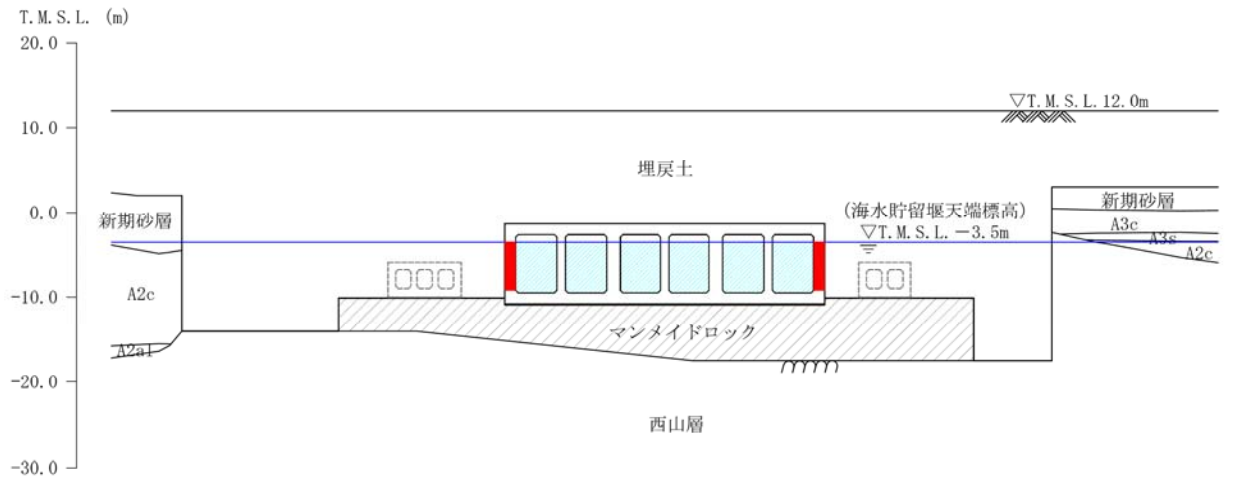 T.M.S.L. (m)
20.0
▽T.M.S.L.12.0m
10.0
埋戻土
新期砂層
新期砂層
0.0
(海水貯留堰天端標高)
▽T.M.S.L.－3.5m
A3c
A3s
A2c
A2c
-10.0
マンメイドロック
A2al
-20.0
西山層
-30.0